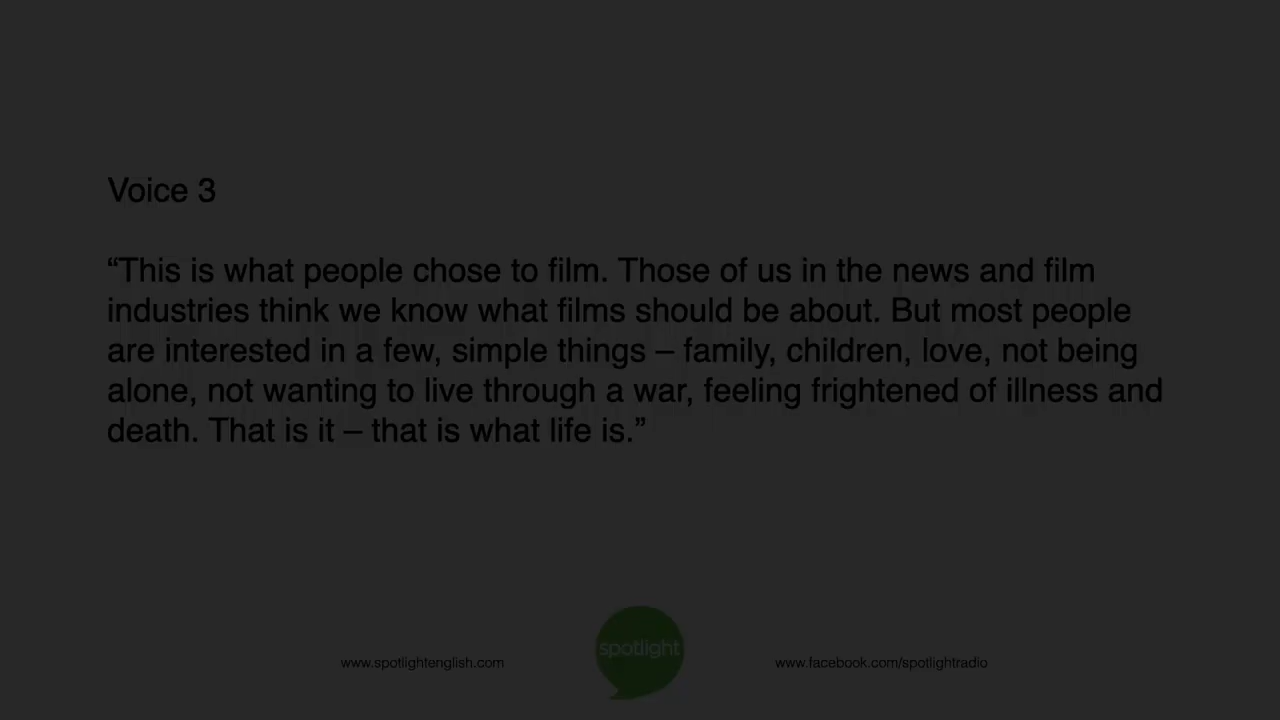 Voice 3
“This is what people chose to film. Those of us in the news and film
industries think we know what films should be about. But most people
are interested in a few, simple things – family, children, love, not being
alone, not wanting to live through a war, feeling frightened of illness and
death. That is it – that is what life is.”
spotlight
www.spotlightenglish.com
www.facebook.com/spotlightradio